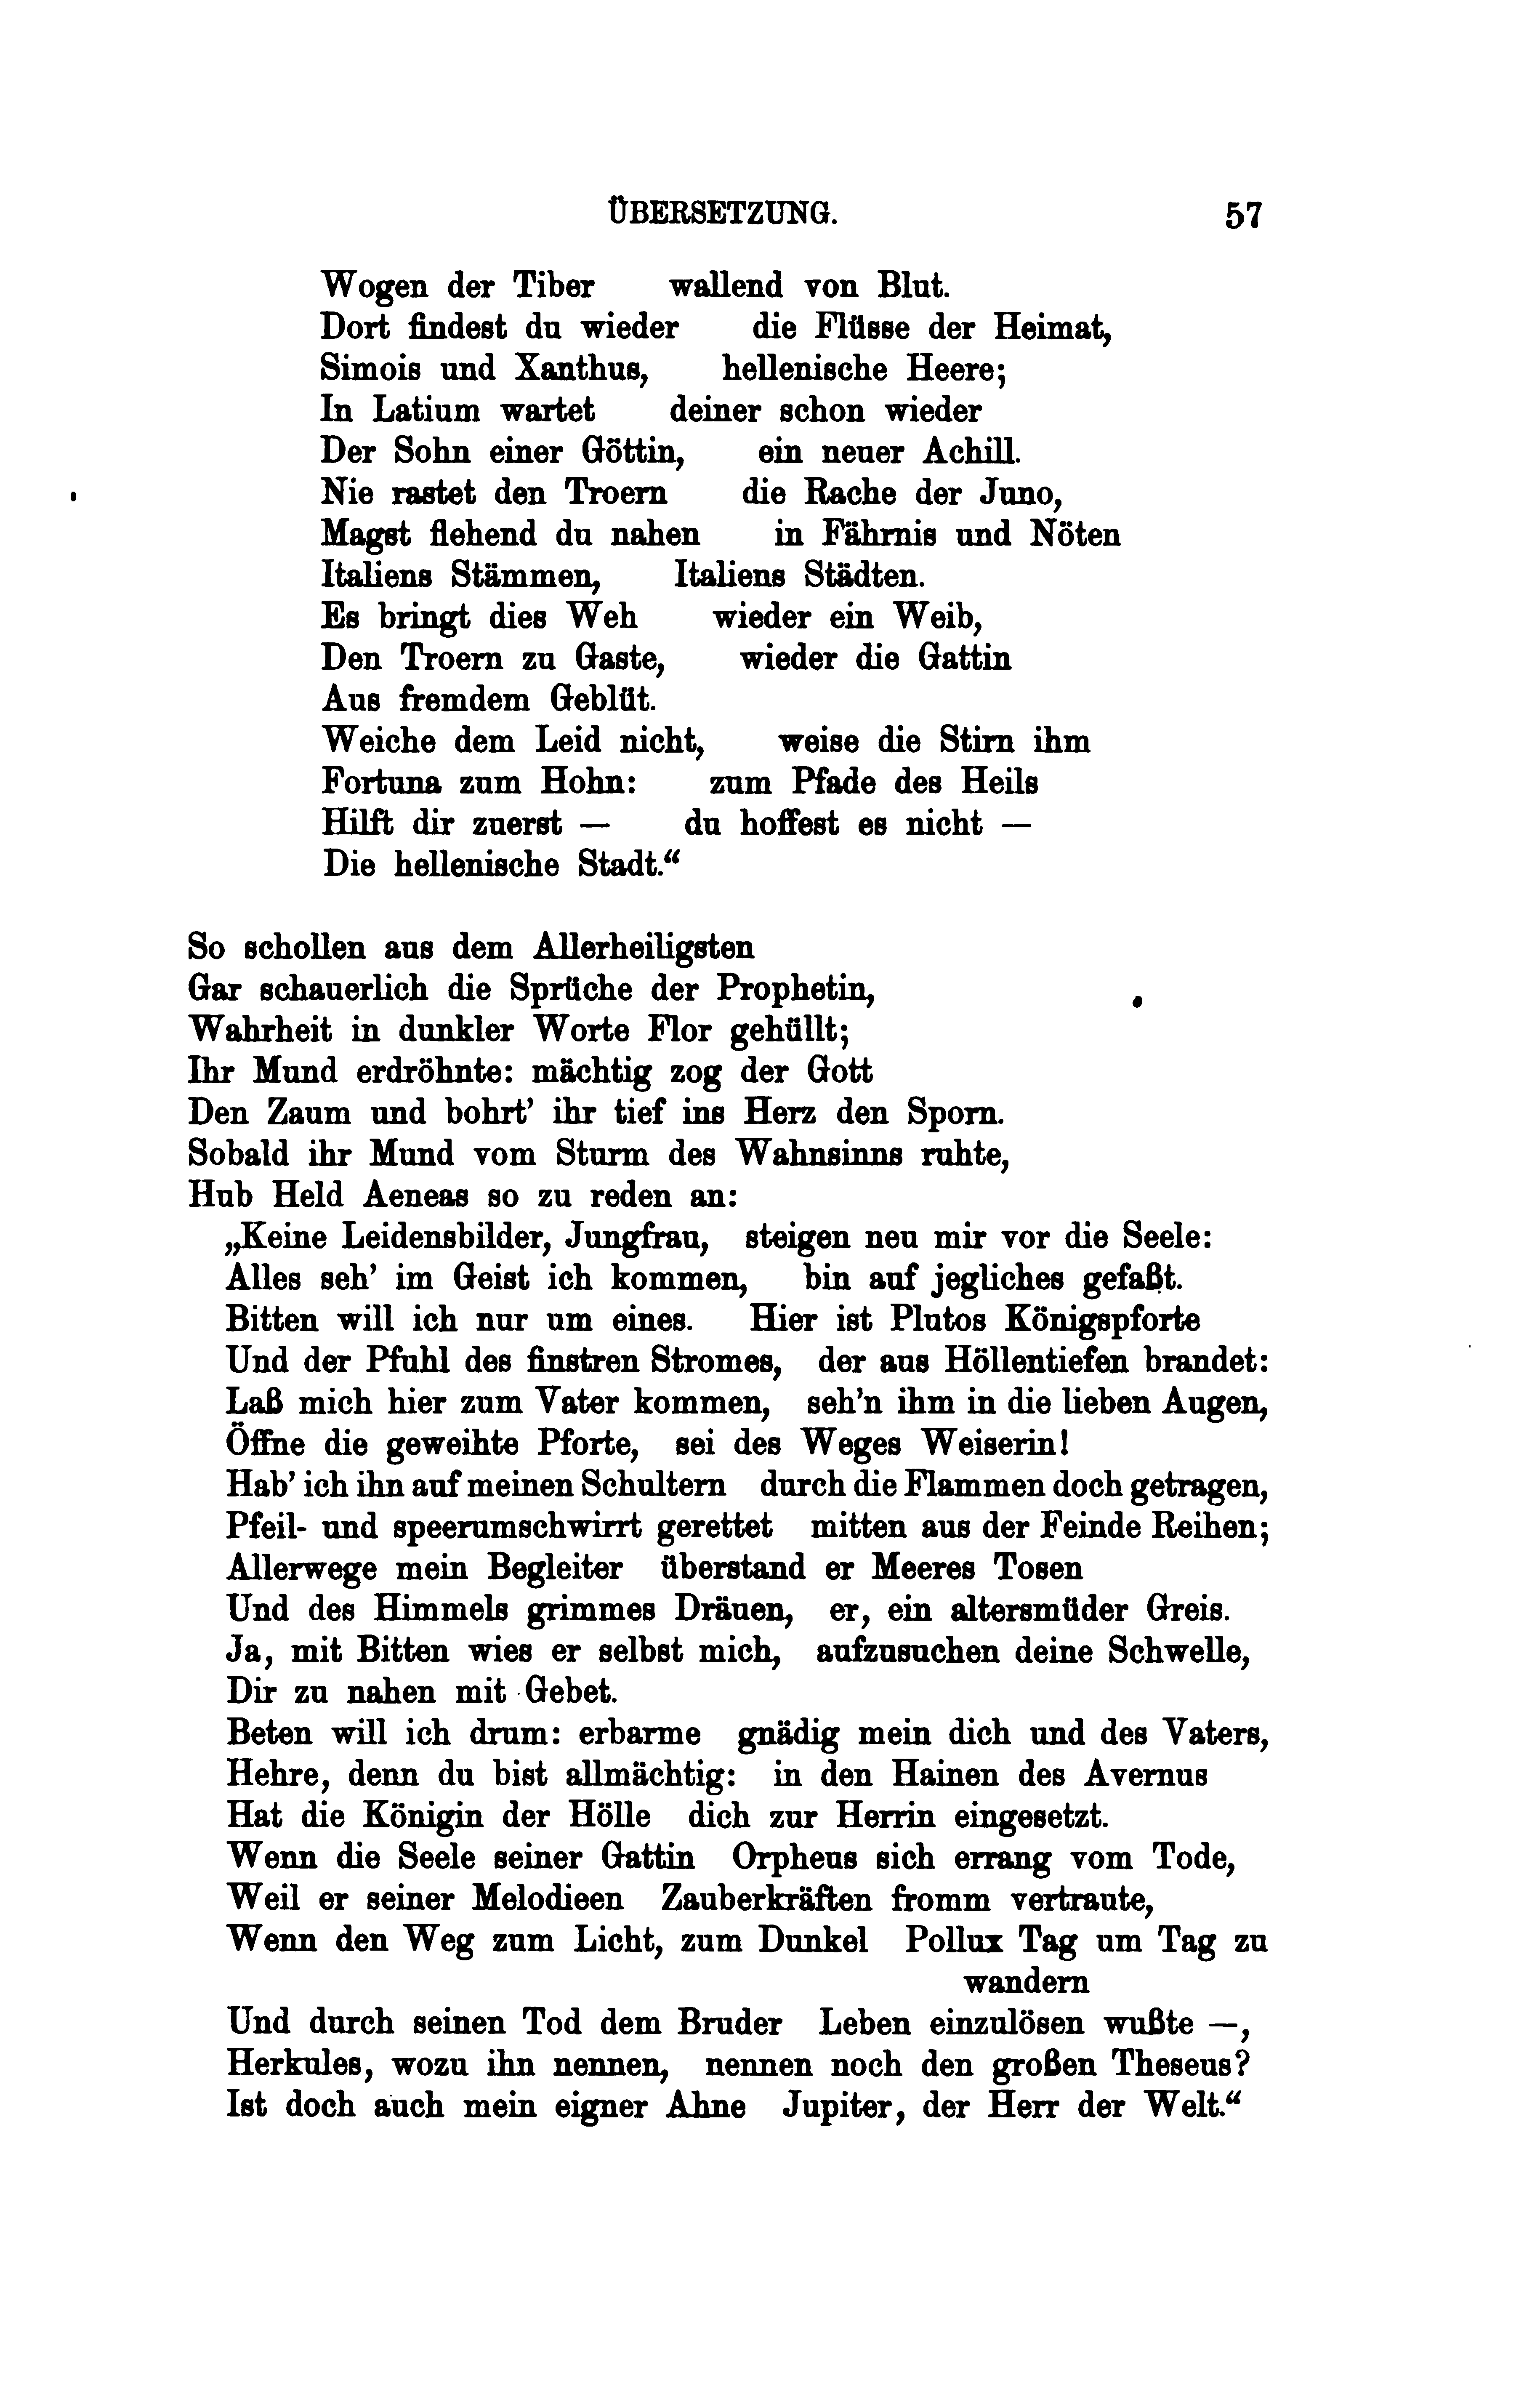 ÜBERSETZUNG. 57
Wogen der Tiber wallend von Blut.
Dort findest du wieder die Flüsse der Heimat,
Simois und Xanthus, hellenische Heere;
In Latium wartet deiner schon wieder
Der Sohn einer Göttin, ein neuer Achill.
Nie rastet den Troern die Rache der Juno,
Magst flehend du nahen in Fährnis und Nöten
Italiens Stämmen, Italiens Städten.
Es bringt dies Weh wieder ein Weib,
Den Troern zu Gaste, wieder die Gattin
Aus fremdem Geblüt.
Weiche dem Leid nicht, weise die Stirn ihm
Fortuna zum Hohn: zum Pfade des Heils
Hilft dir zuerst — du hoffest es nicht —
Die hellenische Stadt.“
So schollen aus dem Allerheiligsten
Gar schauerlich die Sprüche der Prophetin,
Wahrheit in dunkler Worte Flor gehüllt;
Ihr Mund erdröhnte: mächtig zog der Gott
Den Zaum und bohrt’ ihr tief ins Herz den Sporn.
Sobald ihr Mund vom Sturm des Wahnsinns ruhte,
Hub Held Aeneas so zu reden an:
„Keine Leidensbilder, Jungfrau, steigen neu mir vor die Seele:
Alles seh’ im Geist ich kommen, bin auf jegliches gefaßt.
Bitten will ich nur um eines. Hier ist Plutos Königspforte
Und der Pfuhl des finstren Stromes, der aus Höllentiefen brandet:
Laß mich hier zum Vater kommen, seh’n ihm in die lieben Augen,
Öffne die geweihte Pforte, sei des Weges Weiserin!
Hab’ ich ihn auf meinen Schultern durch die Flammen doch getragen,
Pfeil- und speerumschwirrt gerettet mitten aus der Feinde Reihen;
Allerwege mein Begleiter überstand er Meeres Tosen
Und des Himmels grimmes Dräuen, er, ein altersmüder Greis.
Ja, mit Bitten wies er selbst mich, aufzusuchen deine Schwelle,
Dir zu nahen mit Gebet.
Beten will ich drum: erbarme gnädig mein dich und des Vaters,
Hehre, denn du bist allmächtig: in den Hainen des Avernus
Hat die Königin der Hölle dich zur Herrin eingesetzt.
Wenn die Seele seiner Gattin Orpheus sich errang vom Tode,
Weil er seiner Melodieen Zauberkräften fromm vertraute,
Wenn den Weg zum Licht, zum Dunkel Pollux Tag um Tag zu
wandern
Und durch seinen Tod dem Bruder Leben einzulösen wußte —,
Herkules, wozu ihn nennen, nennen noch den großen Theseus?
Ist doch auch mein eigner Ahne Jupiter, der Herr der Welt.“